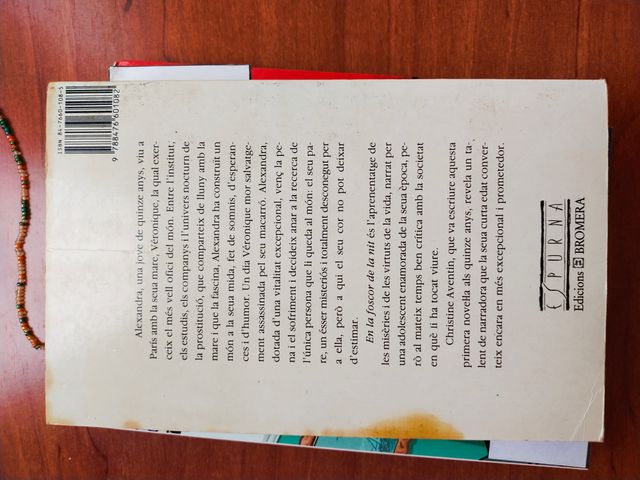 Alexandra, una jove de quinze anys, viu a
París amb la seua mare, Véronique, la qual exer-
ceix el més vell ofici del món. Entre l'institut,
els estudis, els companys i l'univers nocturn de
la prostitució, que comparteix de lluny amb la
mare i que la fascina, Alexandra ha construït un
món a la seua mida, fet de somnis, d'esperan-
ces i d'humor. Un dia Véronique mor salvatge-
ment assassinada pel seu macarró. Alexandra,
dotada d'una vitalitat excepcional, venç la pe-
na i el sofriment i decideix anar a la recerca de
l'única persona que li queda al món: el seu pa-
re, un ésser misteriós i totalment desconegut per
a ella, però a qui el seu cor no pot deixar
d'estimar.
En la foscor de la nit és l'aprenentatge de
les misèries i de les virtuts de la vida, narrat per
una adolescent enamorada de la seua època, pe-
rò al mateix temps ben crítica amb la societat
en què li ha tocat viure.
Christine Aventin, que va escriure aquesta
primera novella als quinze anys, revela un ta-
lent de narradora que la seua curta edat conver-
teix encara en més excepcional i prometedor.
ESPURNA
Edicions BROMERA
ISBN 84-7660-108-5
9 788476 601082